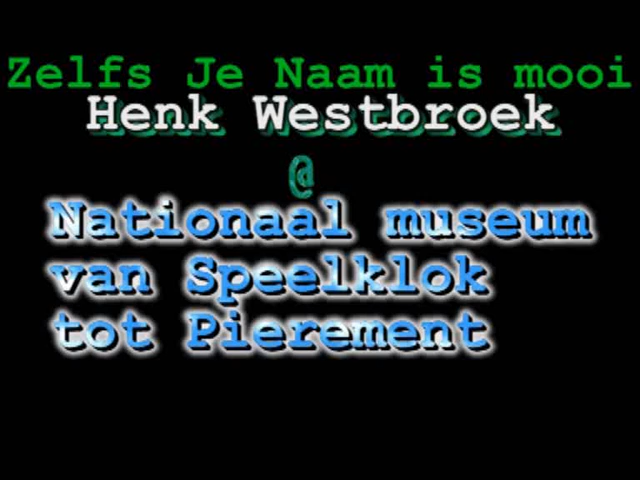 Zelfs Je Naam is mooi
Henk Westbroek
@
Nationaal museum
van Speelklok
tot Pierement